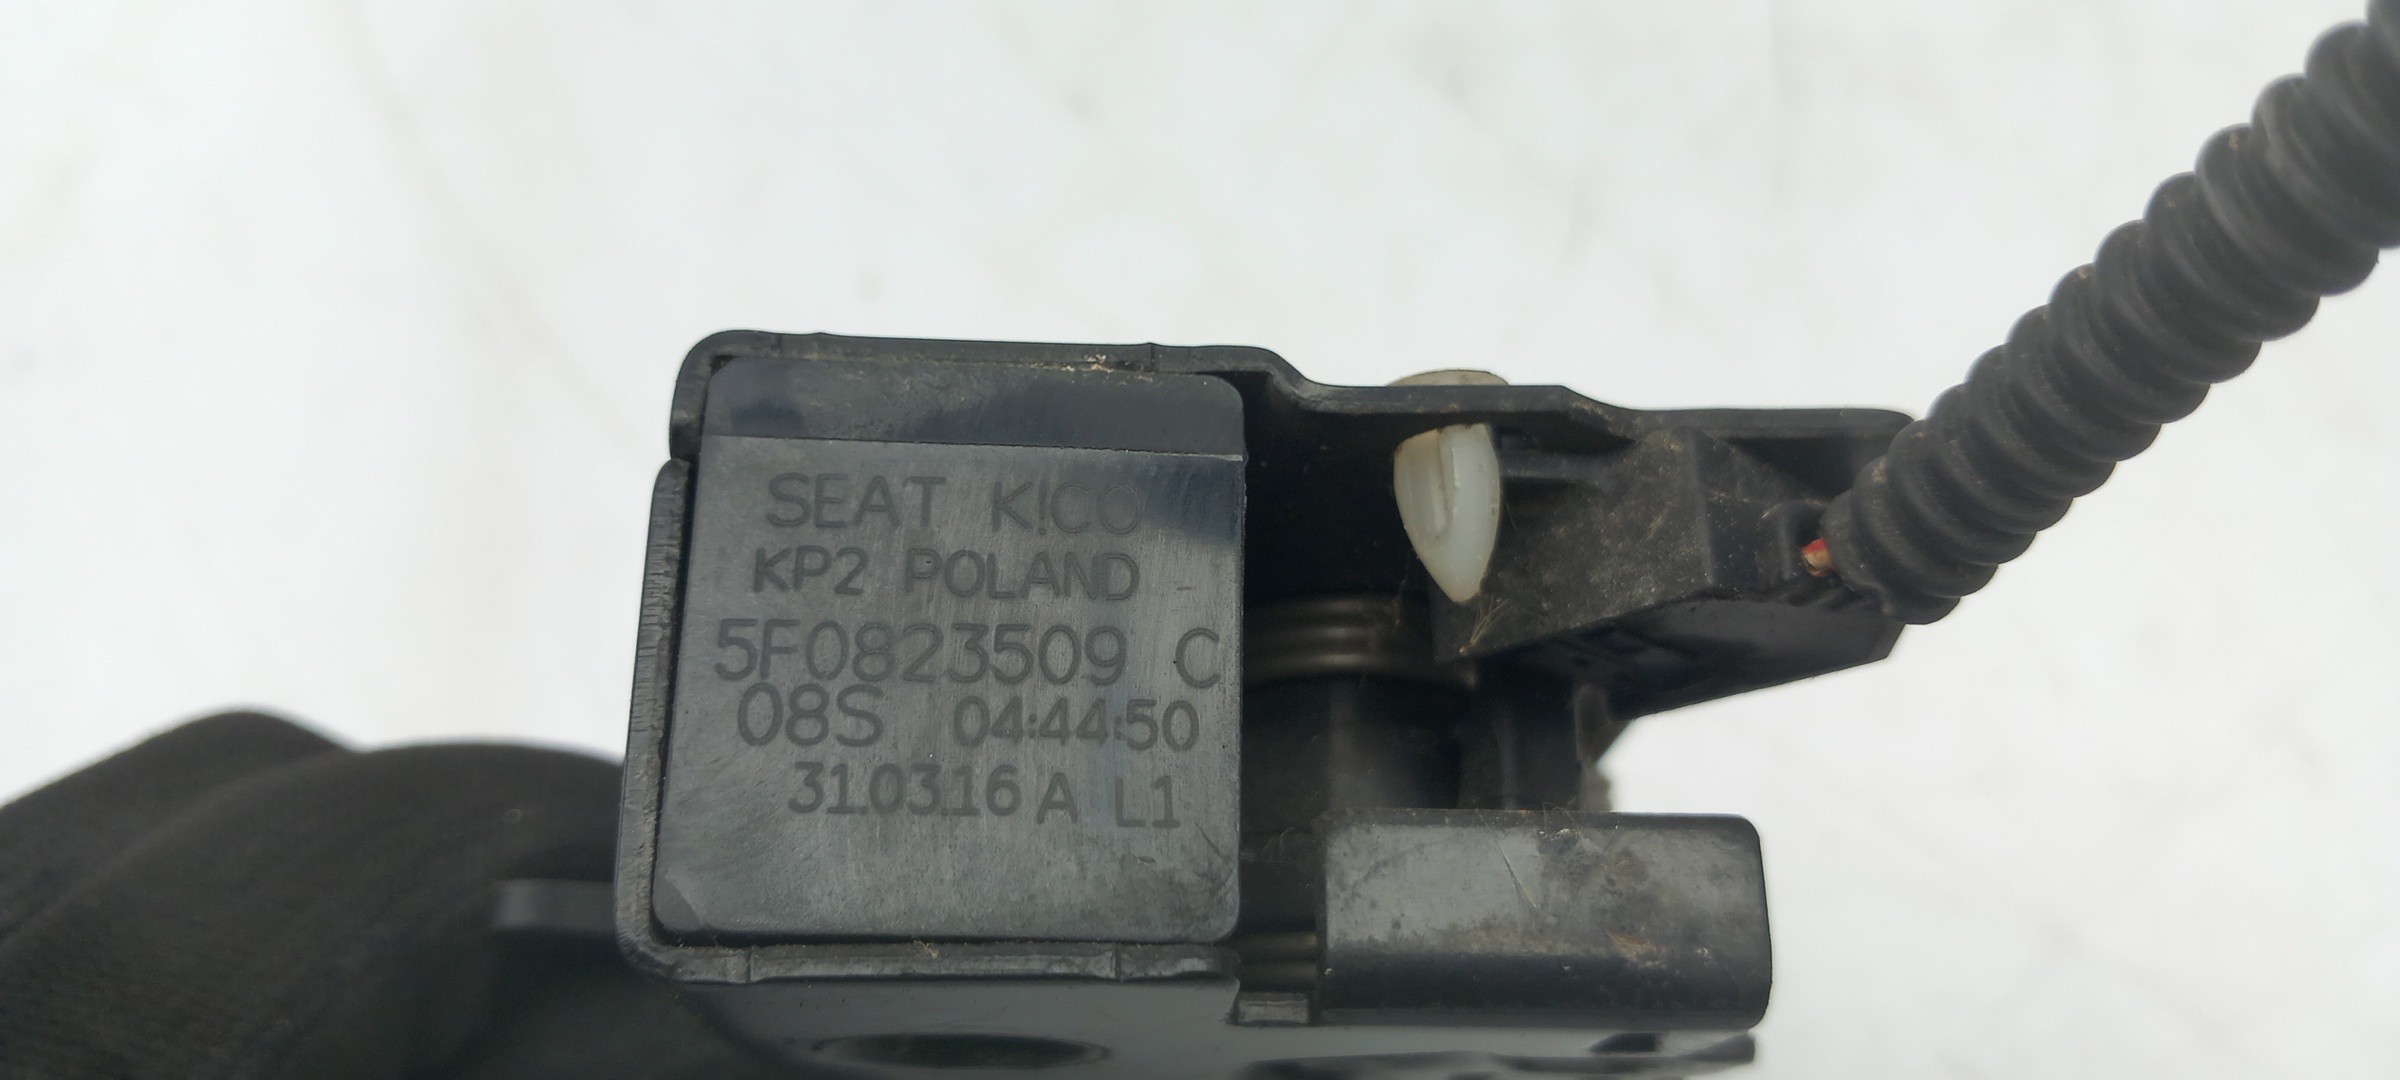 SEAT K!CO
KP2 POLAND
5F0823509 C
08S 04:44:50
31.03.16 A L1